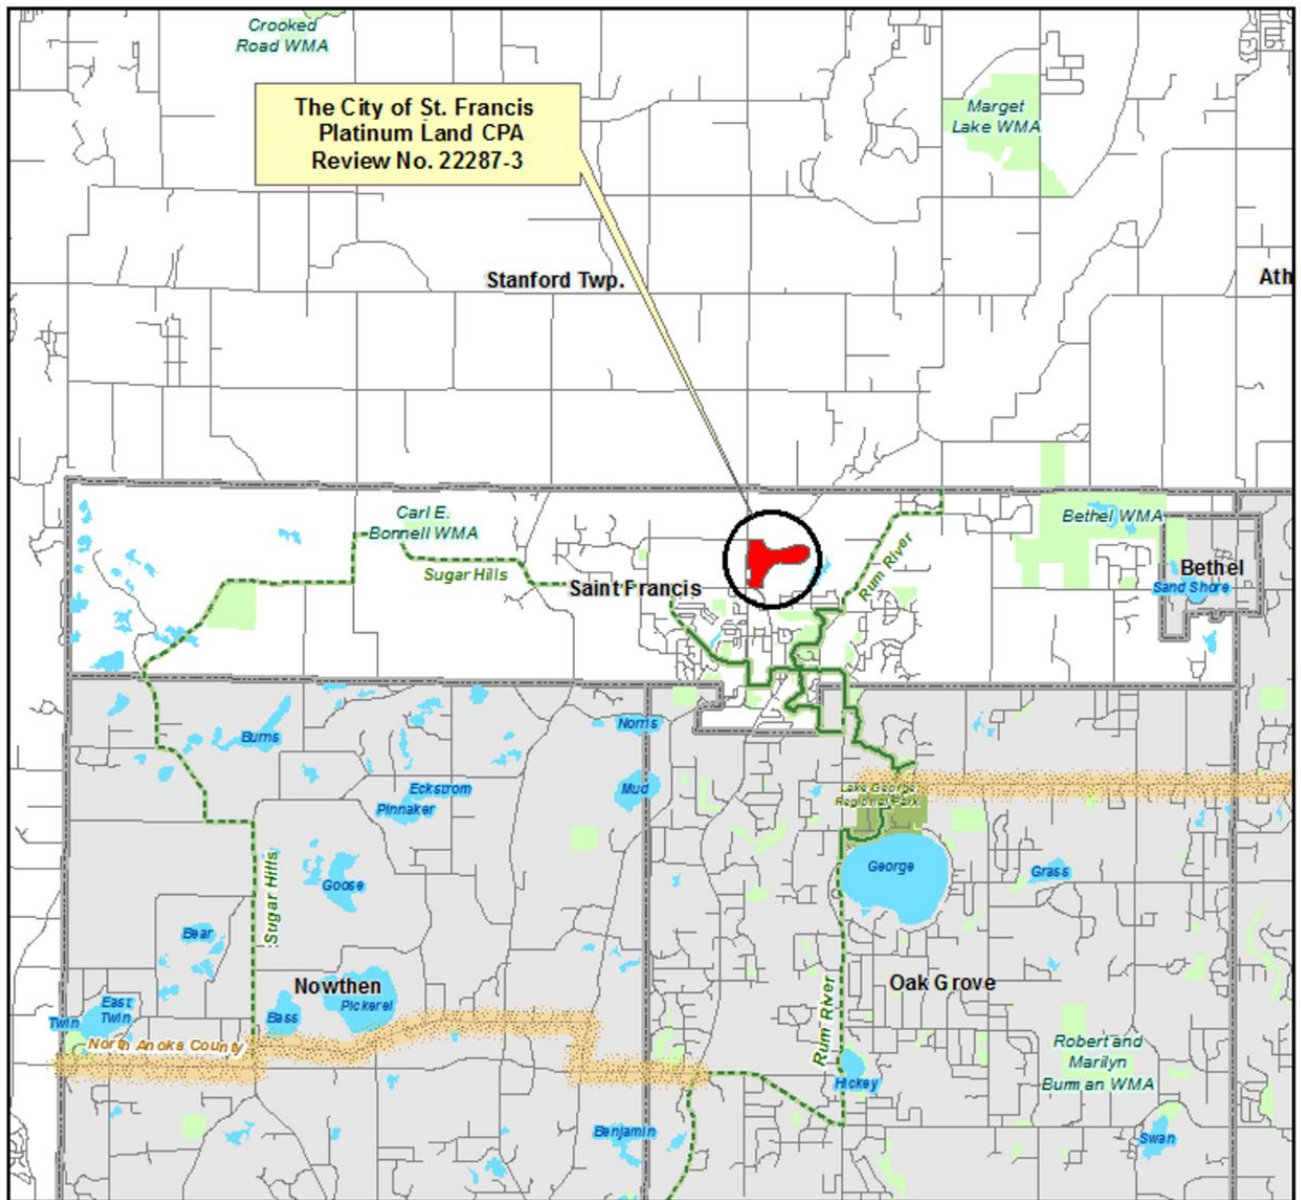 Crooked
Road WMA
The City of St. Francis
Platinum Land CPA
Review No. 22287-3
Marget
Lake WMA
Stanford Twp.
Ath
Carl E.
Bonnell WMA
Bethel WMA
Rum River
Sugar Hills
Saint Francis
Bethel
Sand Shore
Norris
Burns
Eckstrom
Pinnaker
Mud
Lake George
Regional Park
George
Grass
Goose
Sugar Hills
Bear
Nowthen
Pickerel
Oak Grove
East
Twin
Twin
Bass
Rum River
North Anoka County
Robert and
Marilyn
Burman WMA
Hickey
Benjamin
Swan